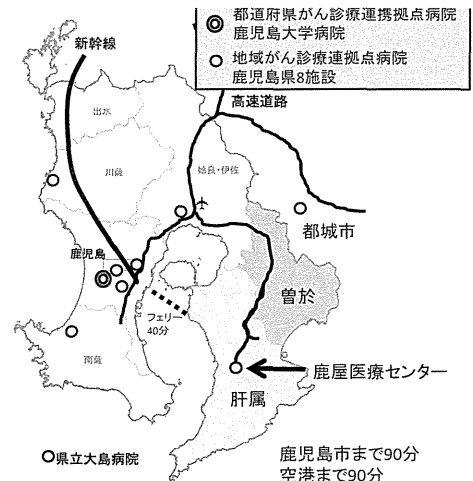 都道府県がん診療連携拠点病院
鹿児島大学病院
地域がん診療連拠点病院
鹿児島県8施設
新幹線
高速道路
出水
川薩
姶良・伊佐
都城市
鹿児島
曽於
フェリー
40分
鹿屋医療センター
南薩
肝属
県立大島病院
鹿児島市まで90分
空港まで90分